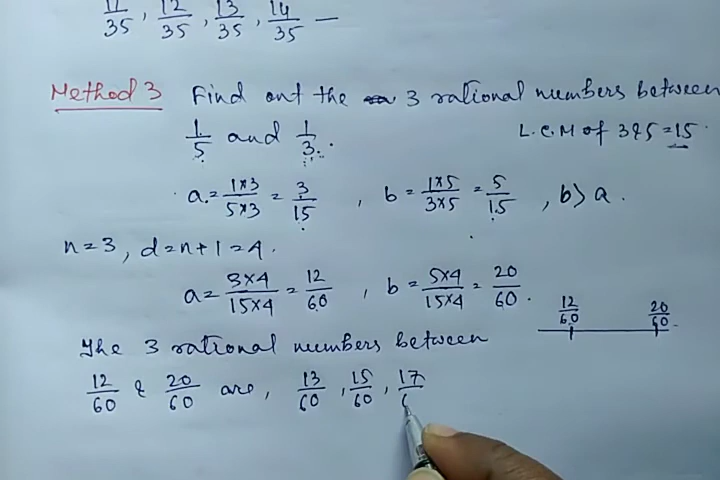 11/35, 12/35, 13/35, 14/35 —
Method 3 Find out the 3 rational numbers between
1/5 and 1/3. L.C.M of 3&5=15
a = 1×3/5×3 = 3/15, b = 1×5/3×5 = 5/15, b>a.
n=3, d=n+1=4.
a = 3×4/15×4 = 12/60, b = 5×4/15×4 = 20/60.
12/60 20/60
The 3 rational numbers between
12/60 & 20/60 are, 13/60, 15/60, 17/